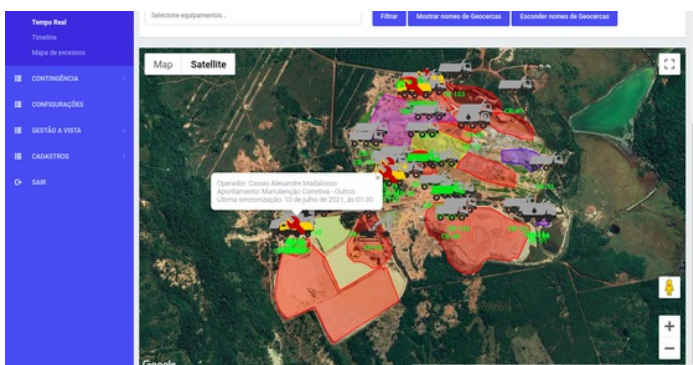 Tempo Real
Timeline
Mapa de excessos
CONTINGÊNCIA
CONFIGURAÇÕES
GESTÃO A VISTA
CADASTROS
SAIR
Selecione equipamentos...
Filtrar
Mostrar nomes de Geocercas
Esconder nomes de Geocercas
Map
Satellite
Operador: Cassio Alexandre Madalosso
Apontamento: Manutenção Corretiva - Outros
Última sincronização: 10 de julho de 2021, às 01:30
Google